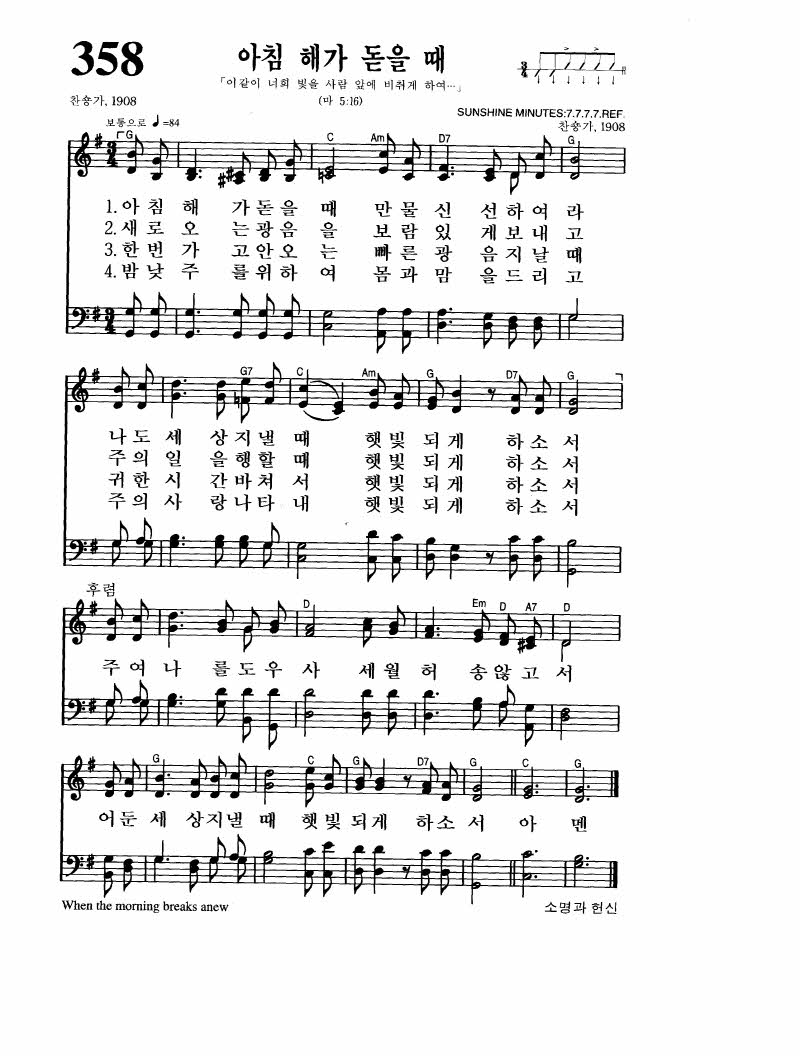 358
아침 해가 돋을 때
「이같이 너희 빛을 사람 앞에 비취게 하여…」
(마 5:16)
찬송가, 1908
SUNSHINE MINUTES:7.7.7.7.REF.
찬송가, 1908
보통으로 ♩=84
G C Am D7 G
1.아 침 해 가돋 을 때 만 물 신 선하 여 라
2.새 로 오 는광 음 을 보 람 있 게보 내 고
3.한 번 가 고안 오 는 빠 른 광 음지 날 때
4.밤 낮 주 를위 하 여 몸 과 맘 을드 리 고
G7 C Am G D7 G
나 도 세 상지 낼 때 햇 빛 되 게 하 소 서
주 의 일 을행 할 때 햇 빛 되 게 하 소 서
귀 한 시 간바 쳐 서 햇 빛 되 게 하 소 서
주 의 사 랑나 타 내 햇 빛 되 게 하 소 서
후렴
D Em D A7 D
주 여 나 를도 우 사 세 월 허 송않 고 서
G C G D7 G C G
어 둔 세 상지낼 때 햇 빛 되 게 하 소 서 아 멘
When the morning breaks anew
소명과 헌신